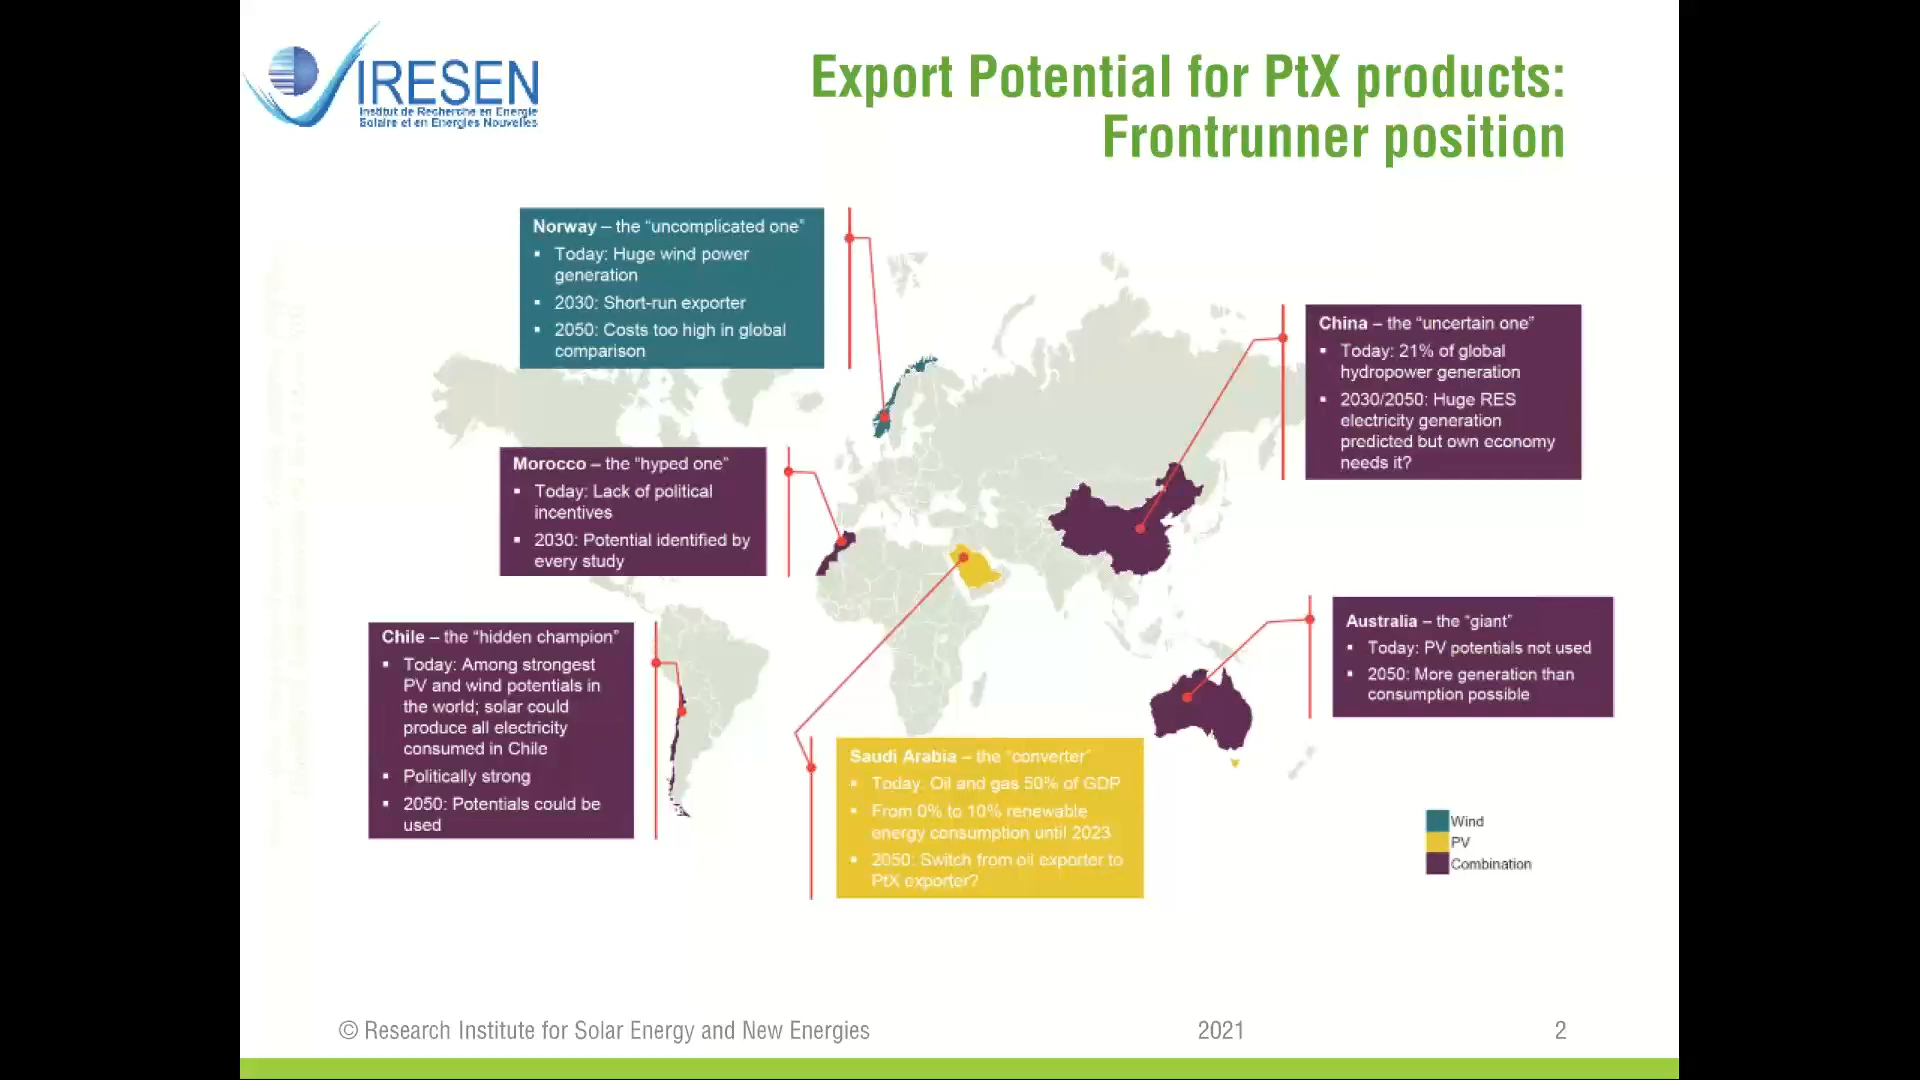 IRESEN
Institut de Recherche en Energie
Solaire et en Energies Nouvelles
Export Potential for PtX products:
Frontrunner position
Norway – the “uncomplicated one”
▪ Today: Huge wind power
generation
▪ 2030: Short-run exporter
▪ 2050: Costs too high in global
comparison
China – the “uncertain one”
▪ Today: 21% of global
hydropower generation
▪ 2030/2050: Huge RES
electricity generation
predicted but own economy
needs it?
Morocco – the “hyped one”
▪ Today: Lack of political
incentives
▪ 2030: Potential identified by
every study
Chile – the “hidden champion”
▪ Today: Among strongest
PV and wind potentials in
the world; solar could
produce all electricity
consumed in Chile
▪ Politically strong
▪ 2050: Potentials could be
used
Australia – the “giant”
▪ Today: PV potentials not used
▪ 2050: More generation than
consumption possible
Saudi Arabia – the “converter”
▪ Today: Oil and gas 50% of GDP
▪ From 0% to 10% renewable
energy consumption until 2023
▪ 2050: Switch from oil exporter to
PtX exporter?
Wind
PV
Combination
© Research Institute for Solar Energy and New Energies
2021
2